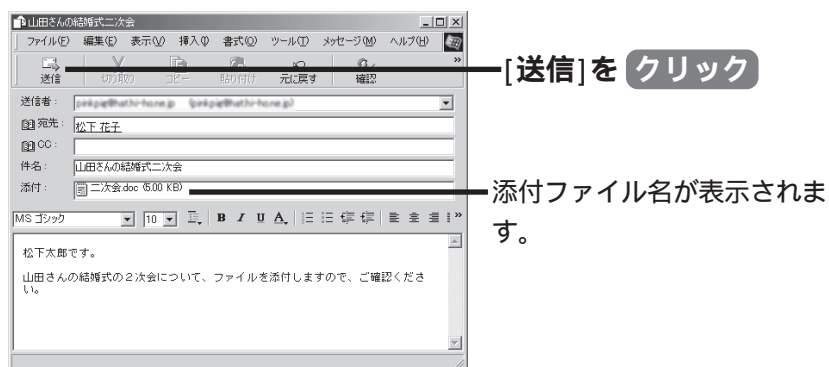 山田さんの結婚式二次会
ファイル(F) 編集(E) 表示(V) 挿入(I) 書式(O) ツール(T) メッセージ(M) ヘルプ(H)
送信 切り取り コピー 貼り付け 元に戻す 確認 »
[送信]を クリック
送信者:
宛先: 松下 花子
CC:
件名: 山田さんの結婚式二次会
添付: 二次会.doc (6.00 KB)
添付ファイル名が表示されま
す。
MS ゴシック 10 B I U A »
松下太郎です。
山田さんの結婚式の2次会について、ファイルを添付しますので、ご確認くださ
い。